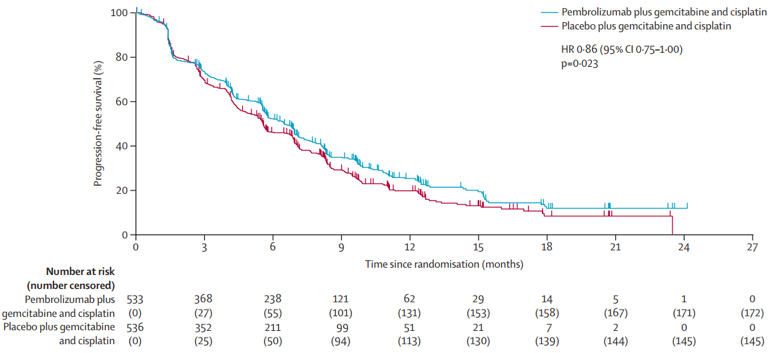 Pembrolizumab plus gemcitabine and cisplatin
Placebo plus gemcitabine and cisplatin
HR 0·86 (95% CI 0·75–1·00)
p=0·023
Progression-free survival (%)
100
80
60
40
20
0
0 3 6 9 12 15 18 21 24 27
Time since randomisation (months)
Number at risk
(number censored)
Pembrolizumab plus 533 368 238 121 62 29 14 5 1 0
gemcitabine and cisplatin (0) (27) (55) (101) (131) (153) (158) (167) (171) (172)
Placebo plus gemcitabine 536 352 211 99 51 21 7 2 0 0
and cisplatin (0) (25) (50) (94) (113) (130) (139) (144) (145) (145)